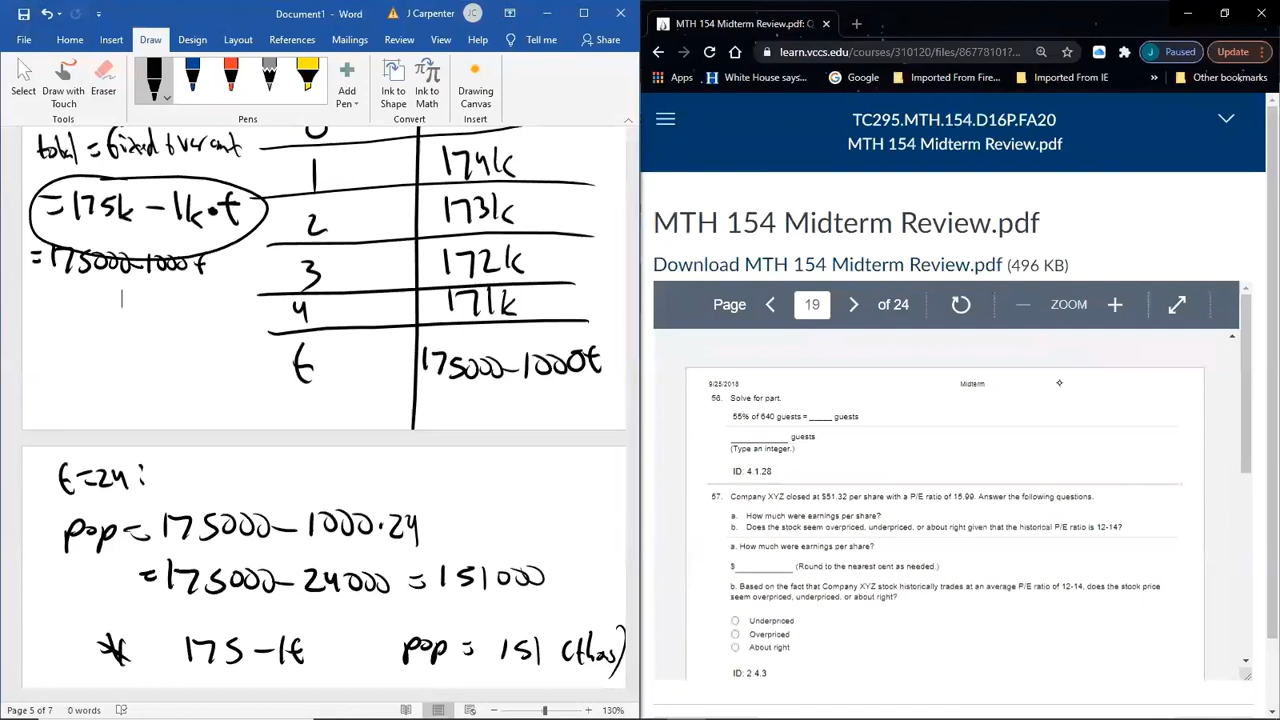 Document1 - Word
J Carpenter JC
File Home Insert Draw Design Layout References Mailings Review View Help Tell me Share
Select Draw with Touch Eraser Add Pen Ink to Shape Ink to Math Drawing Canvas
Tools Pens Convert Insert
0
total = fixed + var amt
1 174k
= 175k - 1k•t
2 173k
= 175000-1000t
3 172k
4 171k
t 175000-1000t
t=24:
pop = 175000 - 1000·24
= 175000 - 24000 = 151000
* 175 - 1t pop = 151 (thous)
Page 5 of 7 0 words 130%
MTH 154 Midterm Review.pdf: C
learn.vccs.edu/courses/310120/files/86778101?...
J Paused Update
Apps White House says... Google Imported From Fire... Imported From IE » Other bookmarks
TC295.MTH.154.D16P.FA20
MTH 154 Midterm Review.pdf
MTH 154 Midterm Review.pdf
Download MTH 154 Midterm Review.pdf (496 KB)
Page 19 of 24 ZOOM
9/25/2018 Midterm
56. Solve for part.
55% of 640 guests = _____ guests
__________ guests
(Type an integer.)
ID: 4.1.28
57. Company XYZ closed at $51.32 per share with a P/E ratio of 15.99. Answer the following questions.
a. How much were earnings per share?
b. Does the stock seem overpriced, underpriced, or about right given that the historical P/E ratio is 12-14?
a. How much were earnings per share?
$__________ (Round to the nearest cent as needed.)
b. Based on the fact that Company XYZ stock historically trades at an average P/E ratio of 12-14, does the stock price
seem overpriced, underpriced, or about right?
Underpriced
Overpriced
About right
ID: 2.4.3